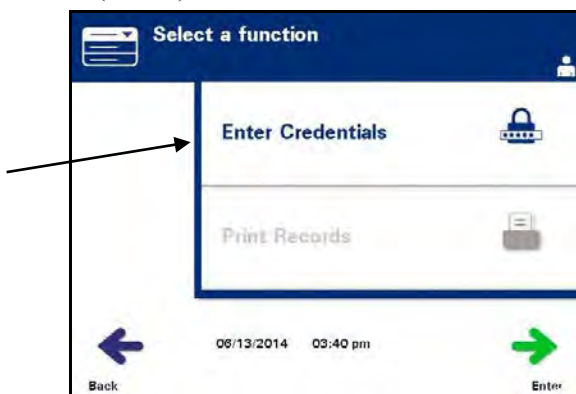 Select a function
Enter Credentials
Print Records
06/13/2014 03:40 pm
Back
Enter